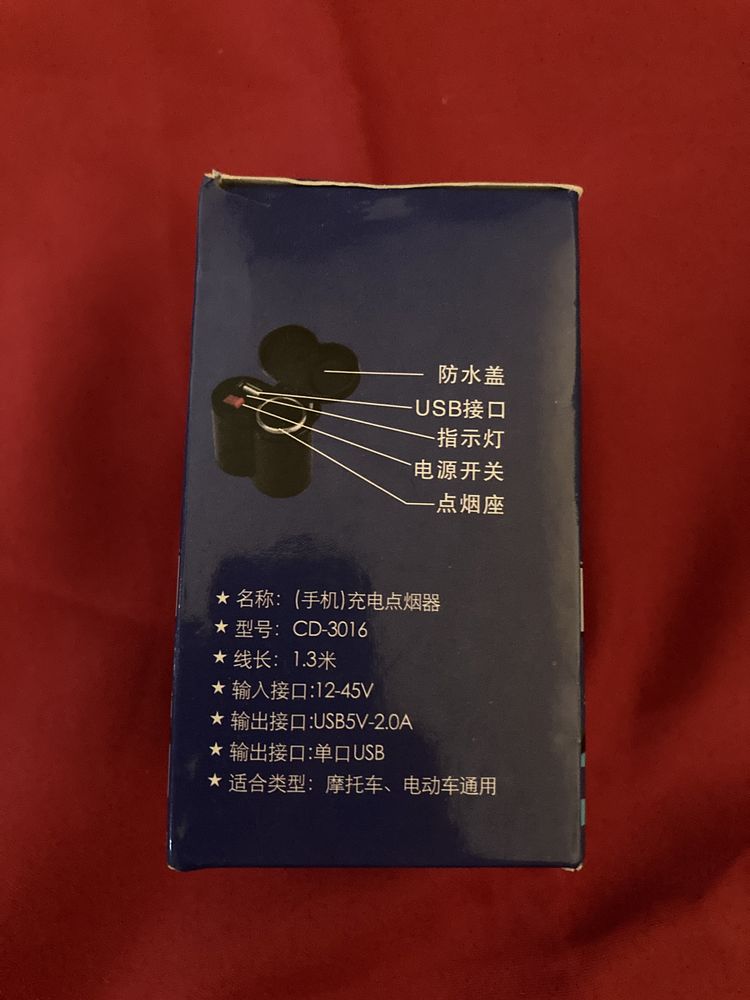 防水盖
USB接口
指示灯
电源开关
点烟座
★ 名称：(手机)充电点烟器
★ 型号：CD-3016
★ 线长：1.3米
★ 输入接口:12-45V
★ 输出接口:USB5V-2.0A
★ 输出接口:单口USB
★ 适合类型：摩托车、电动车通用